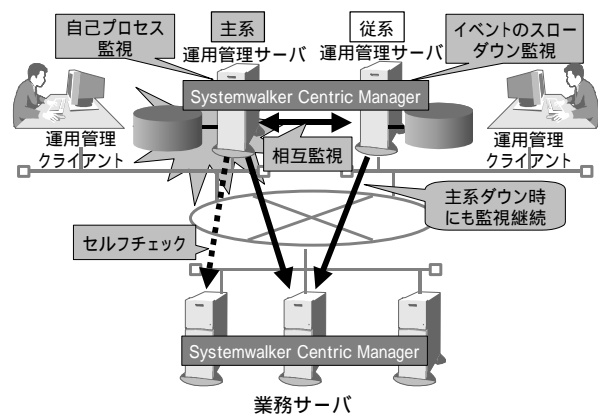 自己プロセス
監視
主系
運用管理サーバ
従系
運用管理サーバ
イベントのスロー
ダウン監視
Systemwalker Centric Manager
運用管理
クライアント
相互監視
運用管理
クライアント
主系ダウン時
にも監視継続
セルフチェック
Systemwalker Centric Manager
業務サーバ